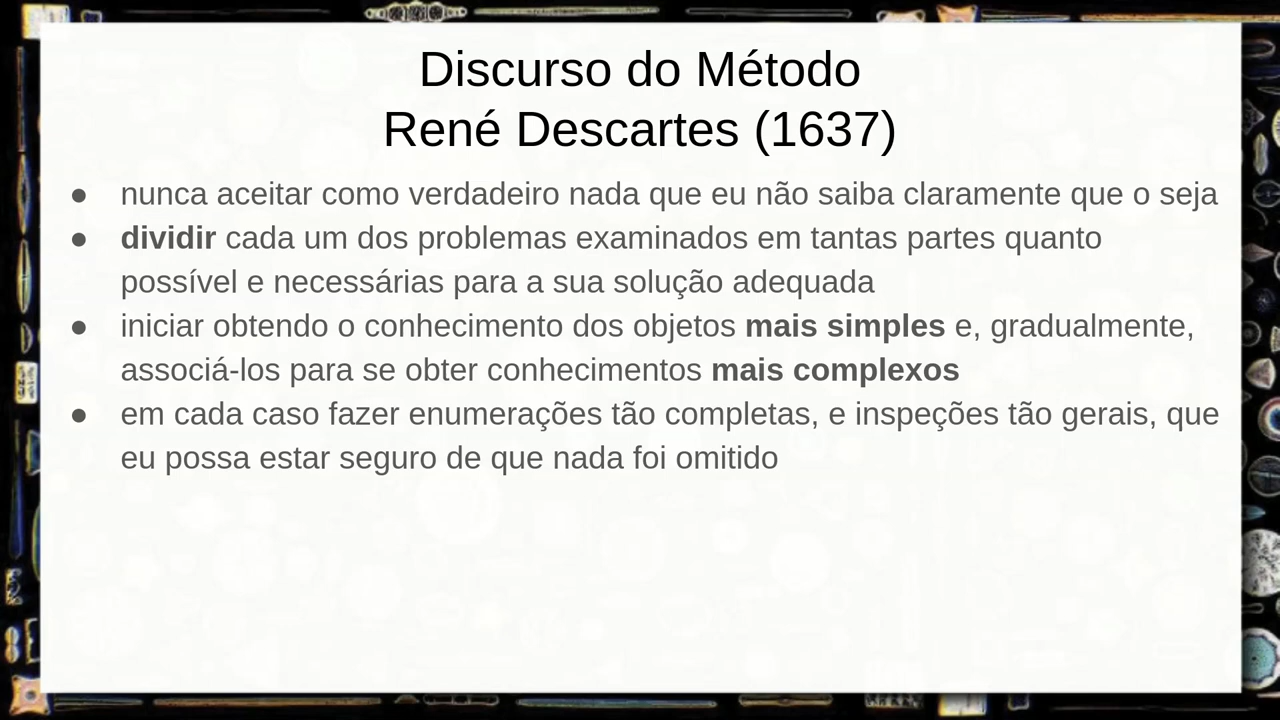 Discurso do Método
René Descartes (1637)
● nunca aceitar como verdadeiro nada que eu não saiba claramente que o seja
● dividir cada um dos problemas examinados em tantas partes quanto
possível e necessárias para a sua solução adequada
● iniciar obtendo o conhecimento dos objetos mais simples e, gradualmente,
associá-los para se obter conhecimentos mais complexos
● em cada caso fazer enumerações tão completas, e inspeções tão gerais, que
eu possa estar seguro de que nada foi omitido